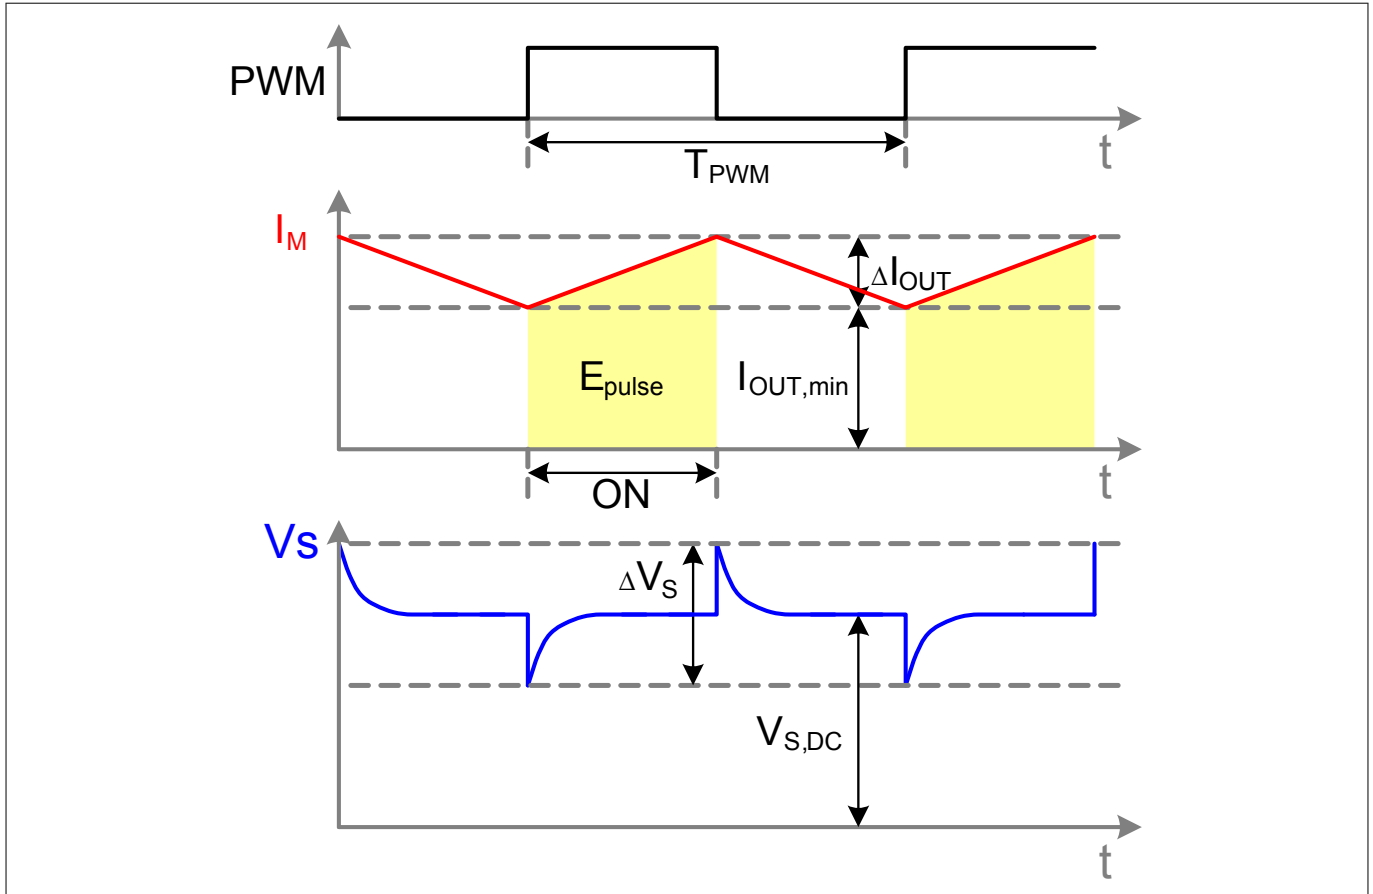 PWM
t
TPWM
IM
ΔIOUT
Epulse
IOUT,min
t
ON
Vs
ΔVS
VS,DC
t